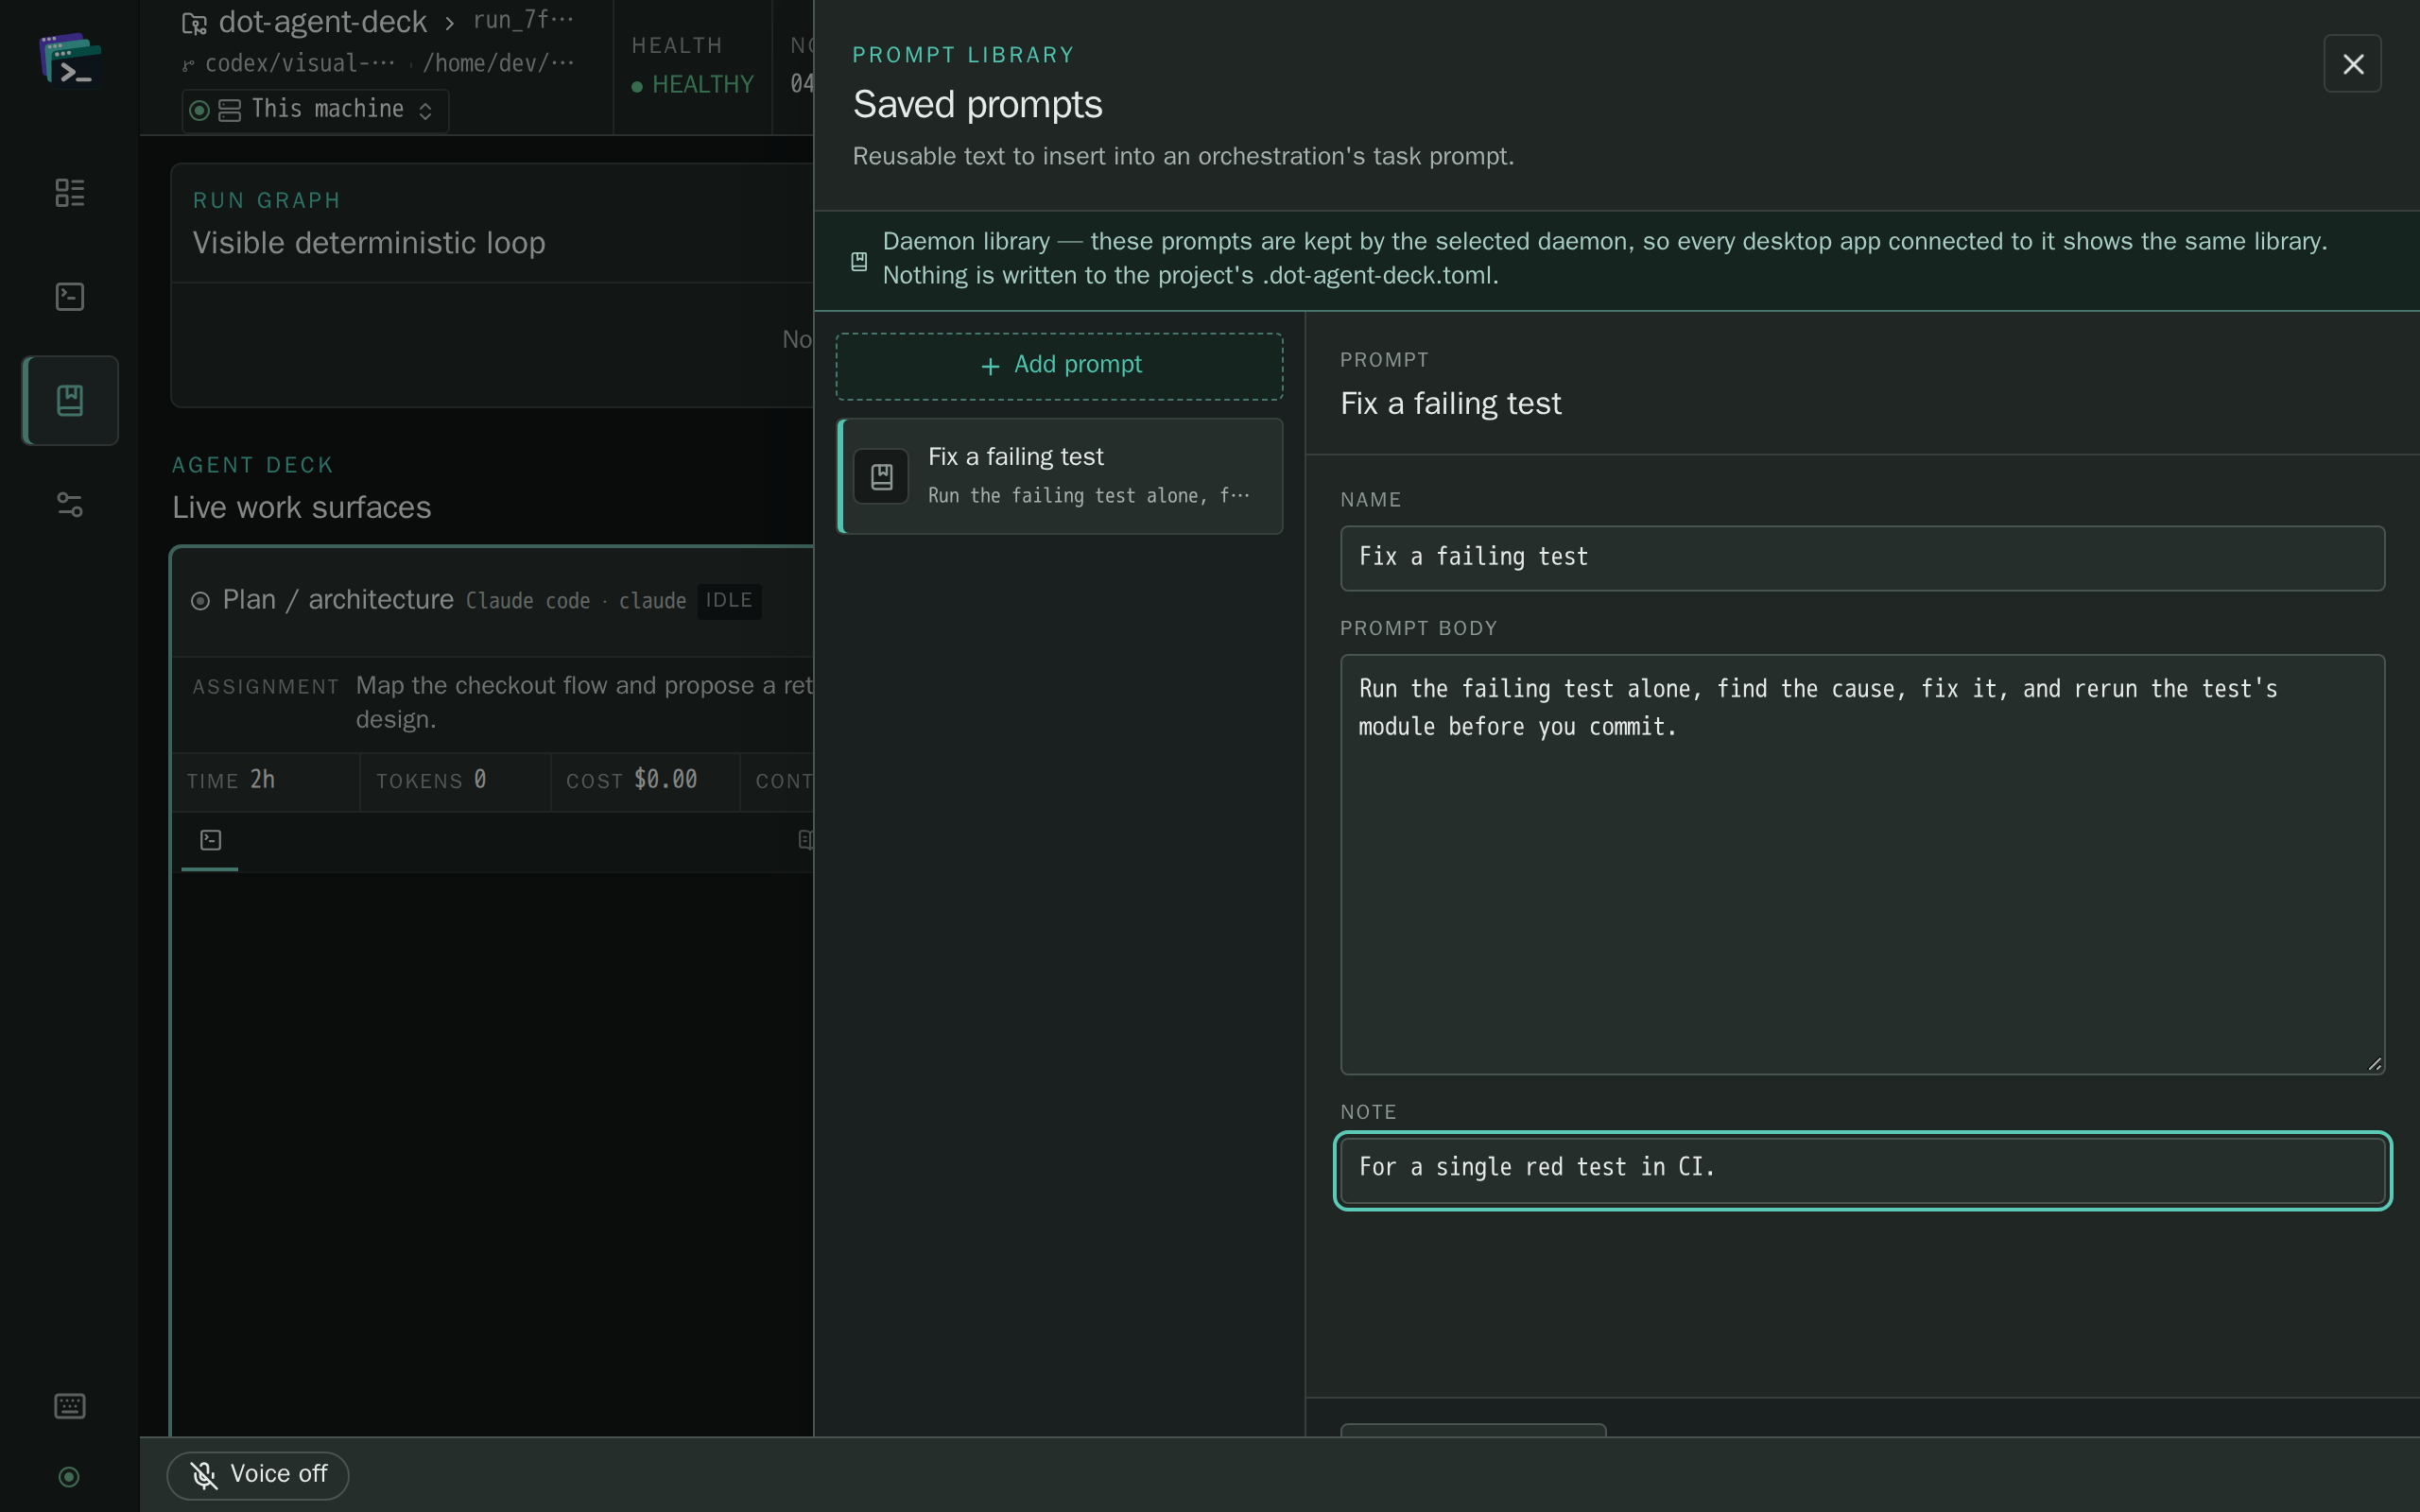 dot-agent-deck › run_7f···
codex/visual-··· /home/dev/···
This machine
HEALTH
HEALTHY
04
RUN GRAPH
Visible deterministic loop
No
AGENT DECK
Live work surfaces
Plan / architecture Claude code · claude IDLE
ASSIGNMENT Map the checkout flow and propose a ret
design.
TIME 2h
TOKENS 0
COST $0.00
CONT
Voice off
PROMPT LIBRARY
Saved prompts
Reusable text to insert into an orchestration's task prompt.
Daemon library — these prompts are kept by the selected daemon, so every desktop app connected to it shows the same library.
Nothing is written to the project's .dot-agent-deck.toml.
+ Add prompt
Fix a failing test
Run the failing test alone, f···
PROMPT
Fix a failing test
NAME
Fix a failing test
PROMPT BODY
Run the failing test alone, find the cause, fix it, and rerun the test's
module before you commit.
NOTE
For a single red test in CI.